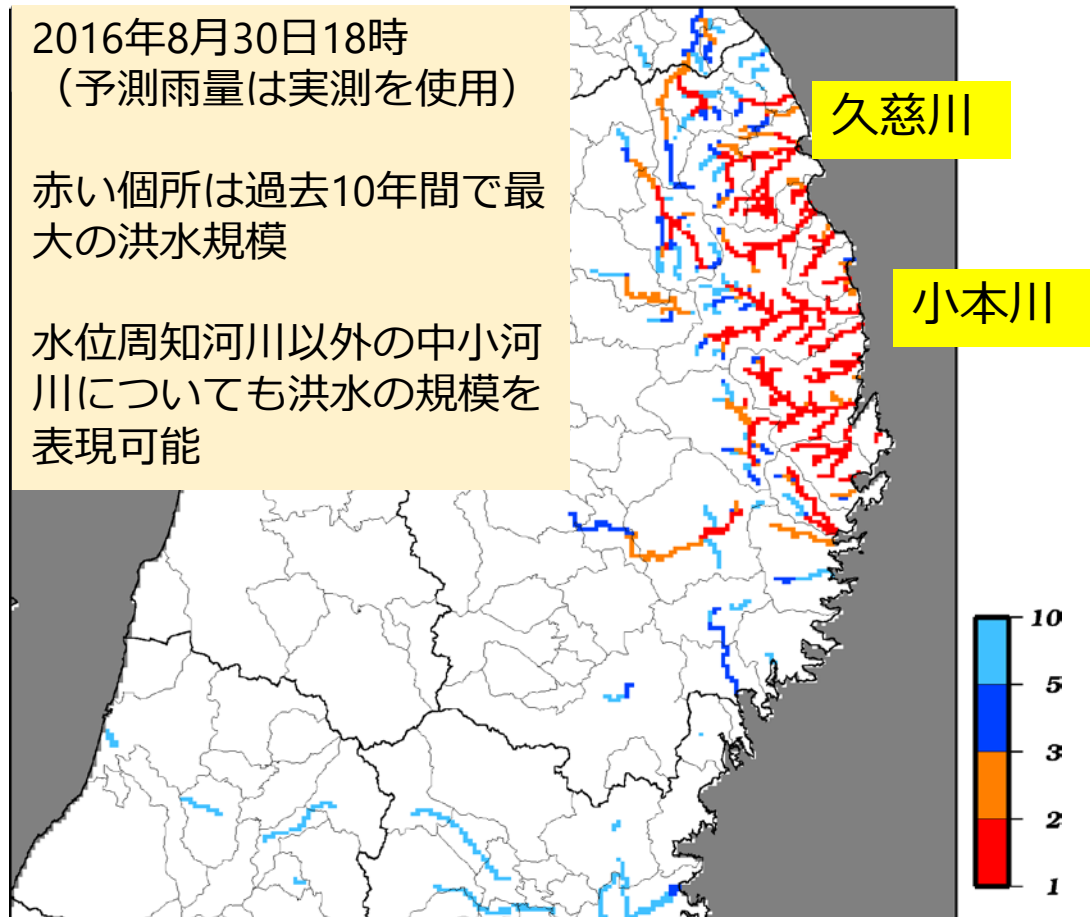 2016年8月30日18時
（予測雨量は実測を使用）
赤い個所は過去10年間で最
大の洪水規模
水位周知河川以外の中小河
川についても洪水の規模を
表現可能
久慈川
小本川
10
5
3
2
1